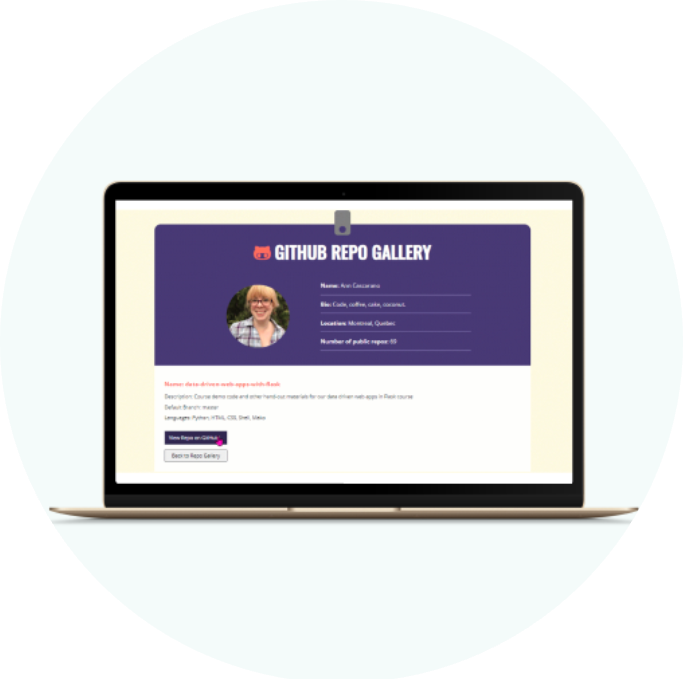 GITHUB REPO GALLERY
Name: Ann Cascarano
Bio: Code, coffee, cake, coconut.
Location: Montreal, Quebec
Number of public repos: 69
Name: data-driven-web-apps-with-flask
Description: Course demo code and other hand-out materials for our data driven web apps in Flask course
Default Branch: master
Languages: Python, HTML, CSS, Shell, Mako
View Repo on GitHub!
Back to Repo Gallery